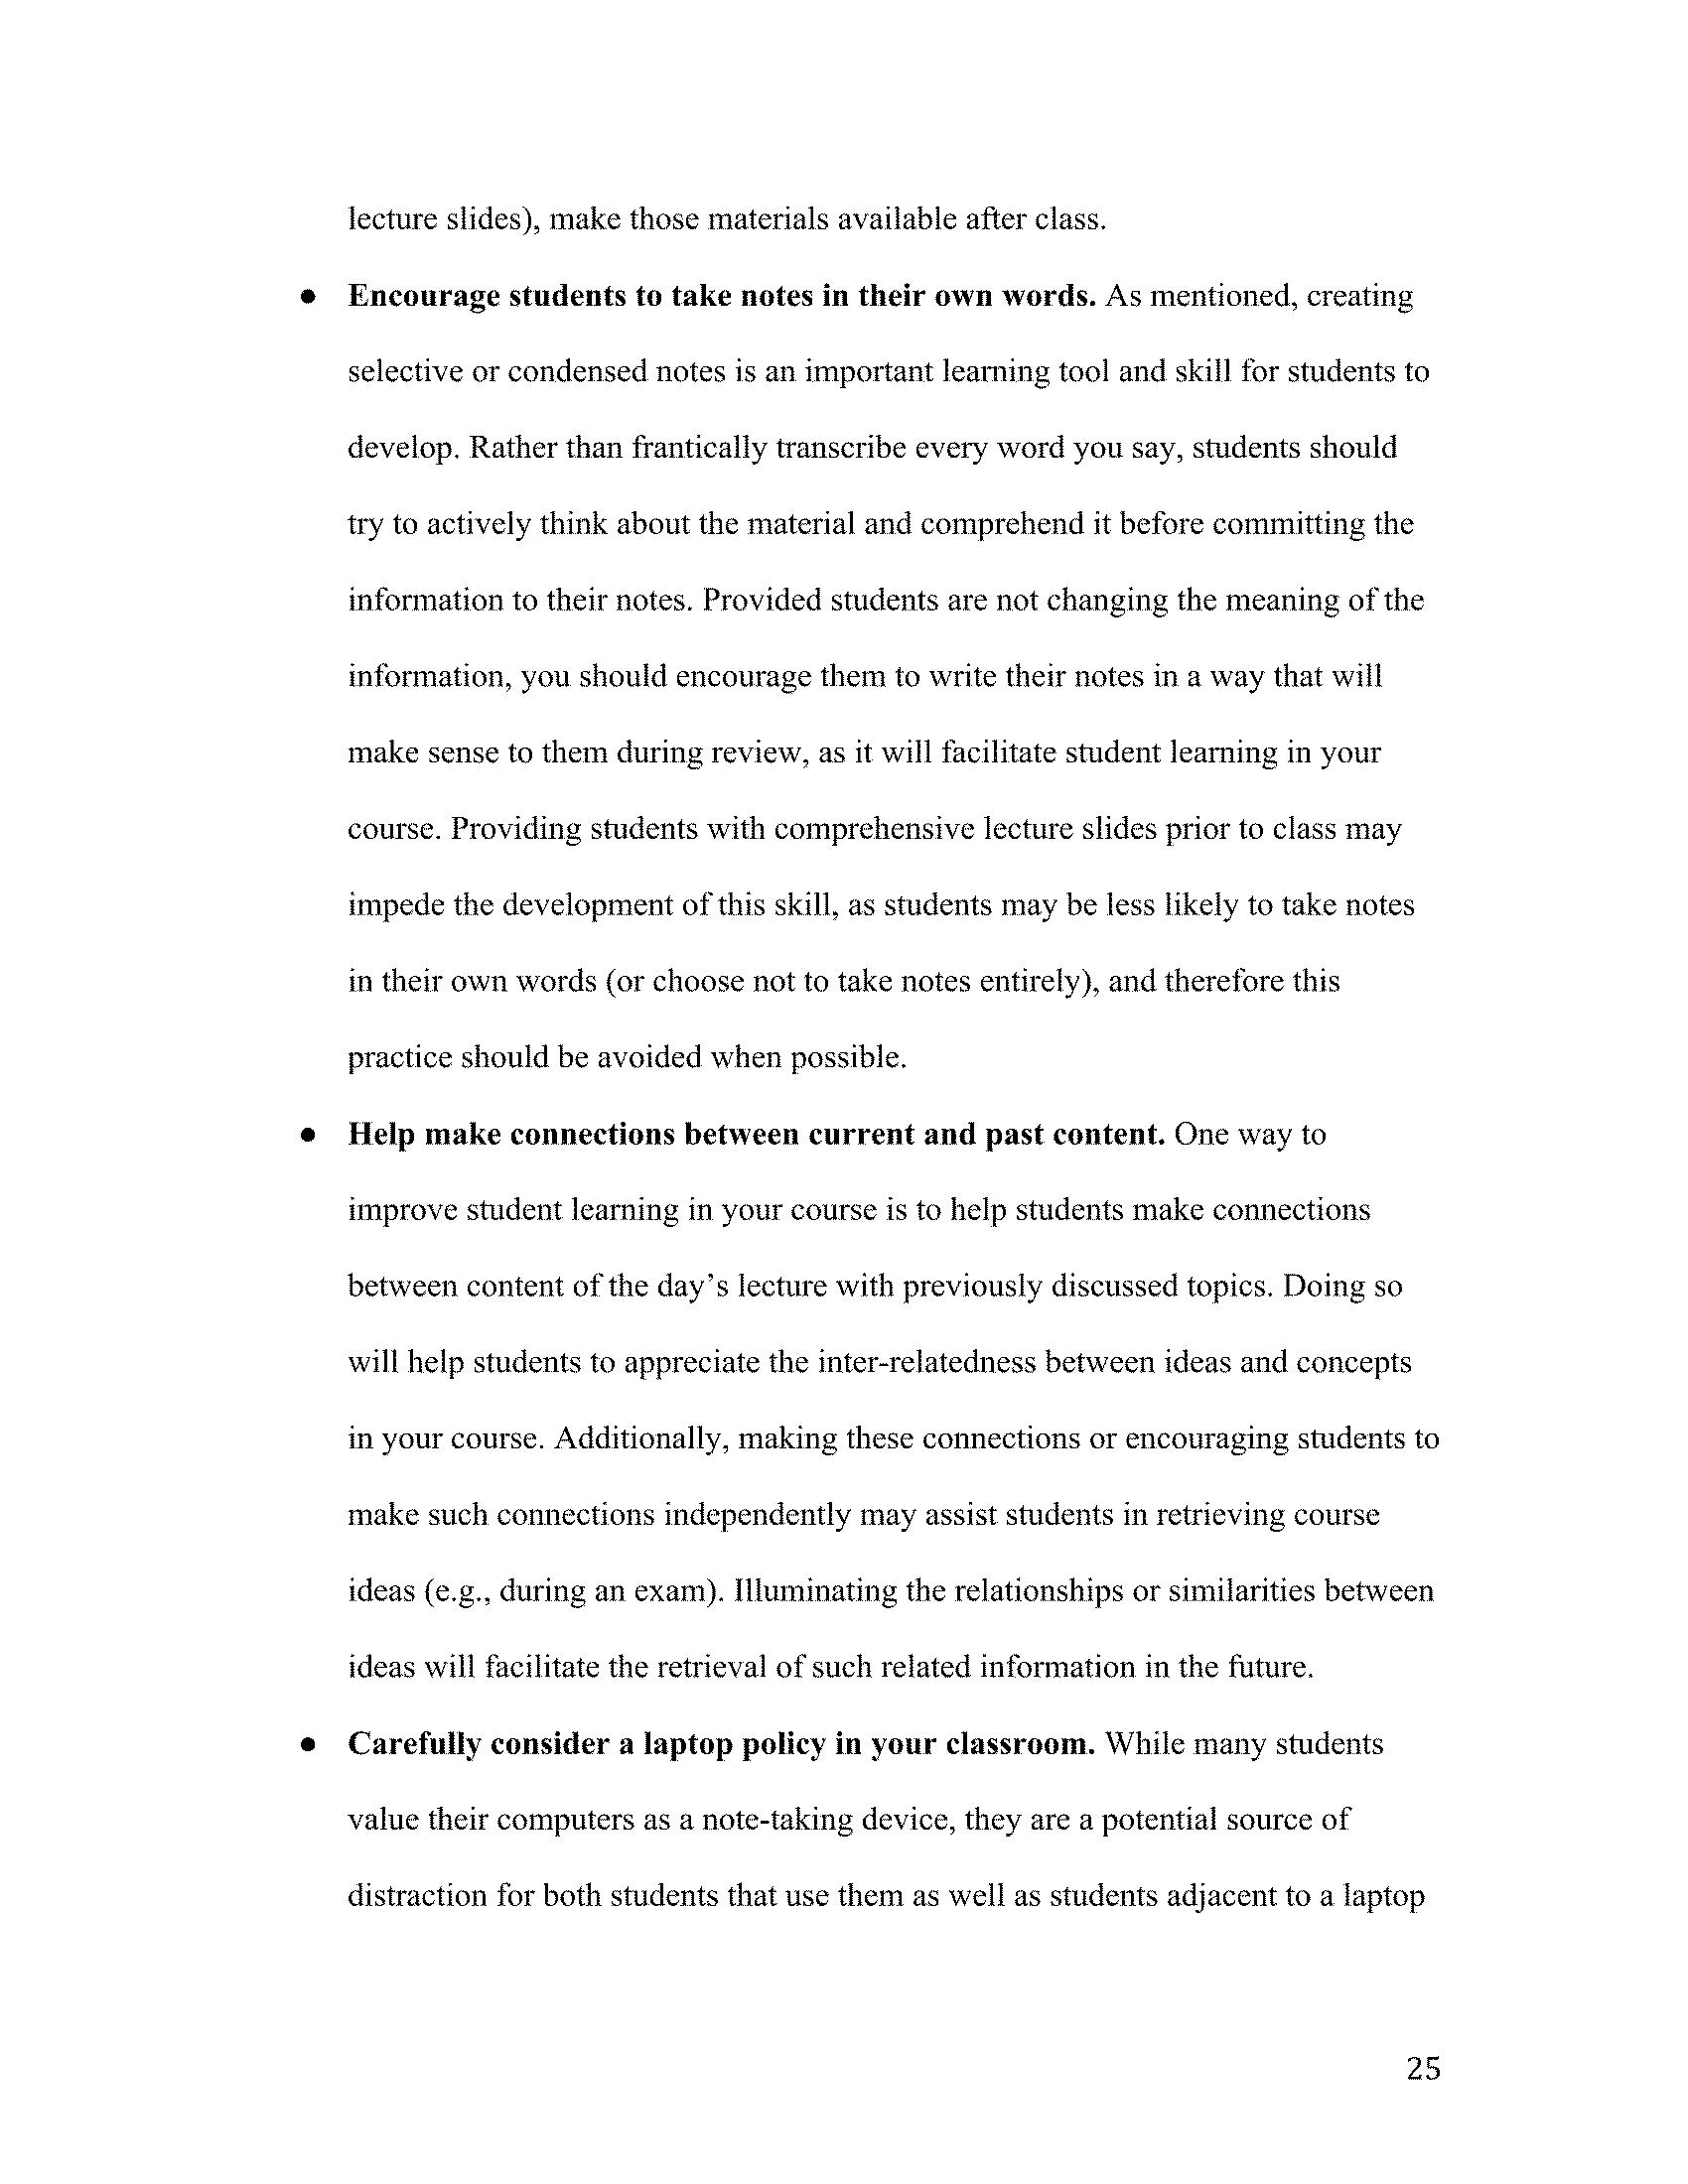 lecture slides), make those materials available after class.
● Encourage students to take notes in their own words. As mentioned, creating
selective or condensed notes is an important learning tool and skill for students to
develop. Rather than frantically transcribe every word you say, students should
try to actively think about the material and comprehend it before committing the
information to their notes. Provided students are not changing the meaning of the
information, you should encourage them to write their notes in a way that will
make sense to them during review, as it will facilitate student learning in your
course. Providing students with comprehensive lecture slides prior to class may
impede the development of this skill, as students may be less likely to take notes
in their own words (or choose not to take notes entirely), and therefore this
practice should be avoided when possible.
● Help make connections between current and past content. One way to
improve student learning in your course is to help students make connections
between content of the day’s lecture with previously discussed topics. Doing so
will help students to appreciate the inter-relatedness between ideas and concepts
in your course. Additionally, making these connections or encouraging students to
make such connections independently may assist students in retrieving course
ideas (e.g., during an exam). Illuminating the relationships or similarities between
ideas will facilitate the retrieval of such related information in the future.
● Carefully consider a laptop policy in your classroom. While many students
value their computers as a note-taking device, they are a potential source of
distraction for both students that use them as well as students adjacent to a laptop
25